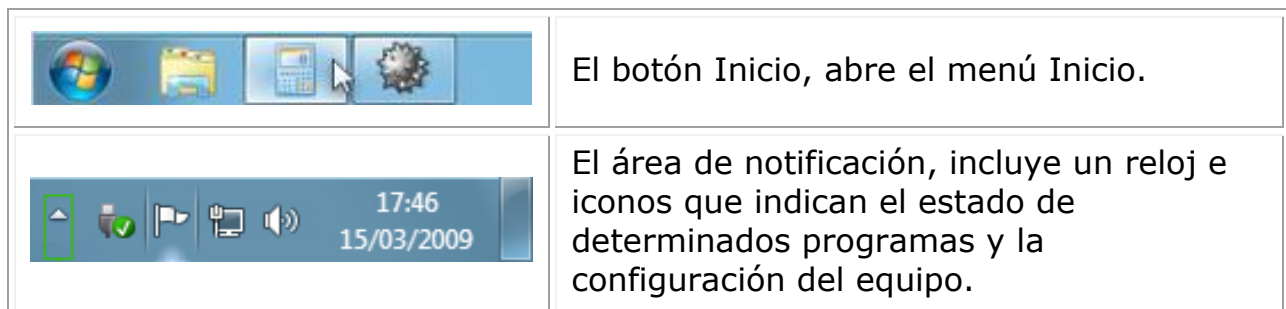 El botón Inicio, abre el menú Inicio.
El área de notificación, incluye un reloj e
iconos que indican el estado de
determinados programas y la
configuración del equipo.
17:46
15/03/2009